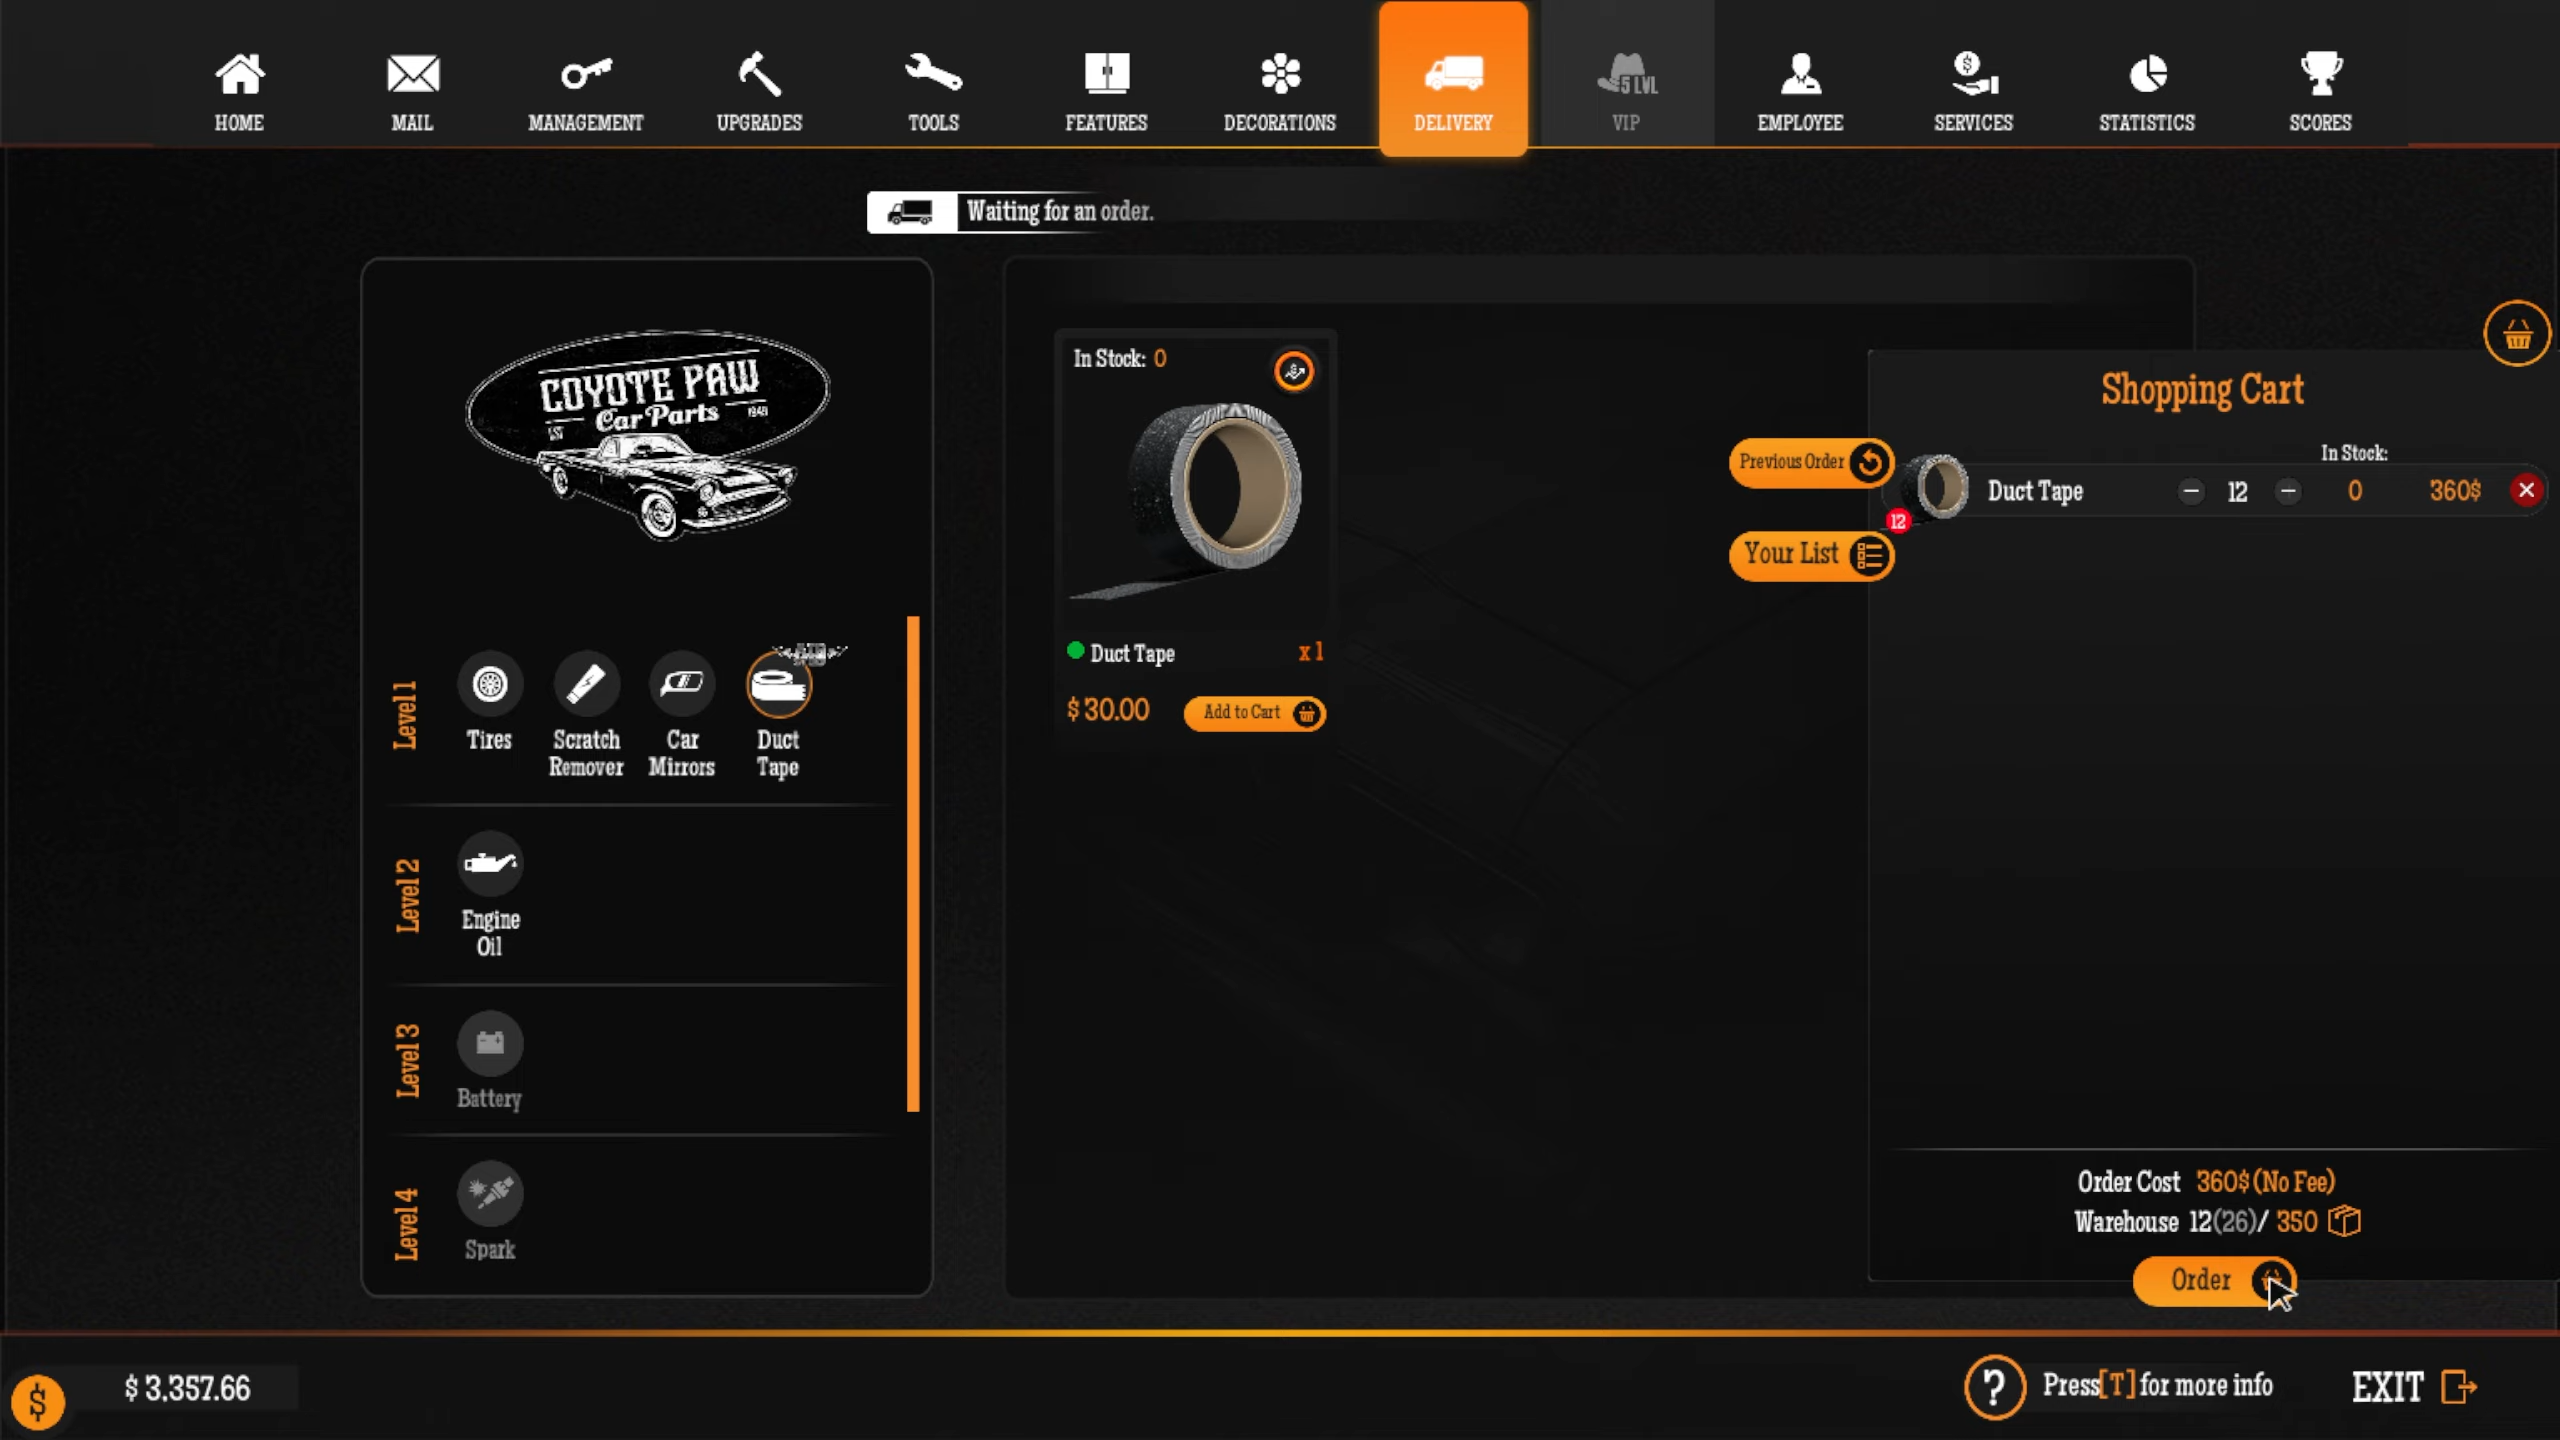 HOME
MAIL
MANAGEMENT
UPGRADES
TOOLS
FEATURES
DECORATIONS
DELIVERY
5 LVL
VIP
EMPLOYEE
SERVICES
STATISTICS
SCORES
Waiting for an order.
COYOTE PAW
Car Parts
EST
1949
Level 1
Tires
Scratch
Remover
Car
Mirrors
Duct
Tape
Level 2
Engine
Oil
Level 3
Battery
Level 4
Spark
In Stock: 0
Duct Tape x 1
$ 30.00 Add to Cart
Previous Order
Your List
Shopping Cart
In Stock:
Duct Tape 12 0 360$
12
Order Cost 360$(No Fee)
Warehouse 12(26)/ 350
Order
$ 3,357.66
Press[T]for more info
EXIT